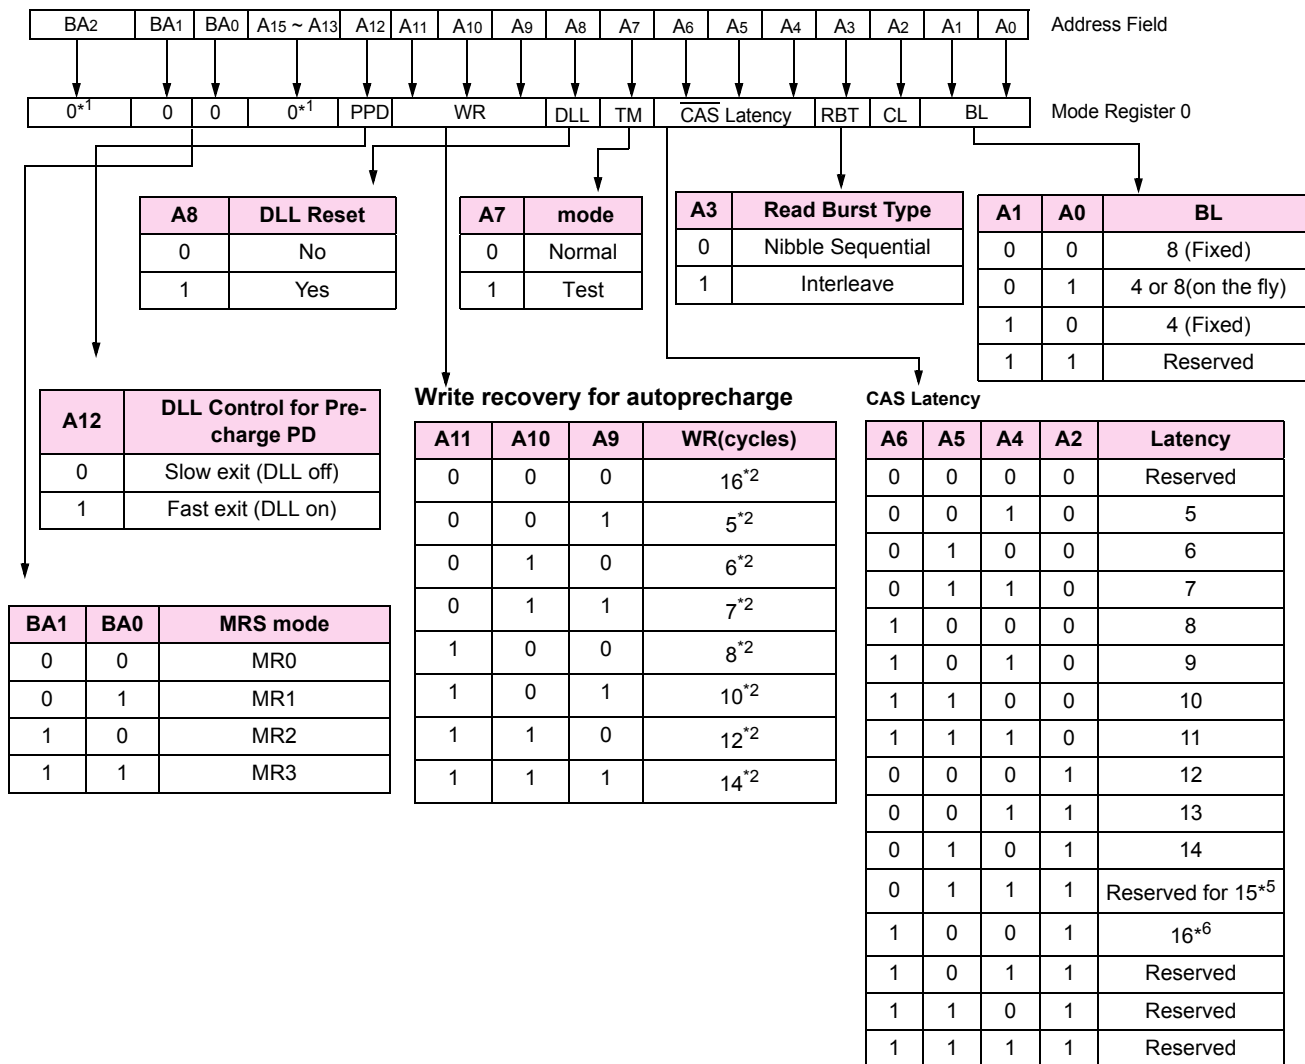 BA2 BA1 BA0 A15 ~ A13 A12 A11 A10 A9 A8 A7 A6 A5 A4 A3 A2 A1 A0 Address Field
0*1 0 0 0*1 PPD WR DLL TM CAS Latency RBT CL BL Mode Register 0
A8 DLL Reset
0 No
1 Yes
A7 mode
0 Normal
1 Test
A3 Read Burst Type
0 Nibble Sequential
1 Interleave
A1 A0 BL
0 0 8 (Fixed)
0 1 4 or 8(on the fly)
1 0 4 (Fixed)
1 1 Reserved
A12 DLL Control for Pre-
charge PD
0 Slow exit (DLL off)
1 Fast exit (DLL on)
Write recovery for autoprecharge
A11 A10 A9 WR(cycles)
0 0 0 16*2
0 0 1 5*2
0 1 0 6*2
0 1 1 7*2
1 0 0 8*2
1 0 1 10*2
1 1 0 12*2
1 1 1 14*2
CAS Latency
A6 A5 A4 A2 Latency
0 0 0 0 Reserved
0 0 1 0 5
0 1 0 0 6
0 1 1 0 7
1 0 0 0 8
1 0 1 0 9
1 1 0 0 10
1 1 1 0 11
0 0 0 1 12
0 0 1 1 13
0 1 0 1 14
0 1 1 1 Reserved for 15*5
1 0 0 1 16*6
1 0 1 1 Reserved
1 1 0 1 Reserved
1 1 1 1 Reserved
BA1 BA0 MRS mode
0 0 MR0
0 1 MR1
1 0 MR2
1 1 MR3